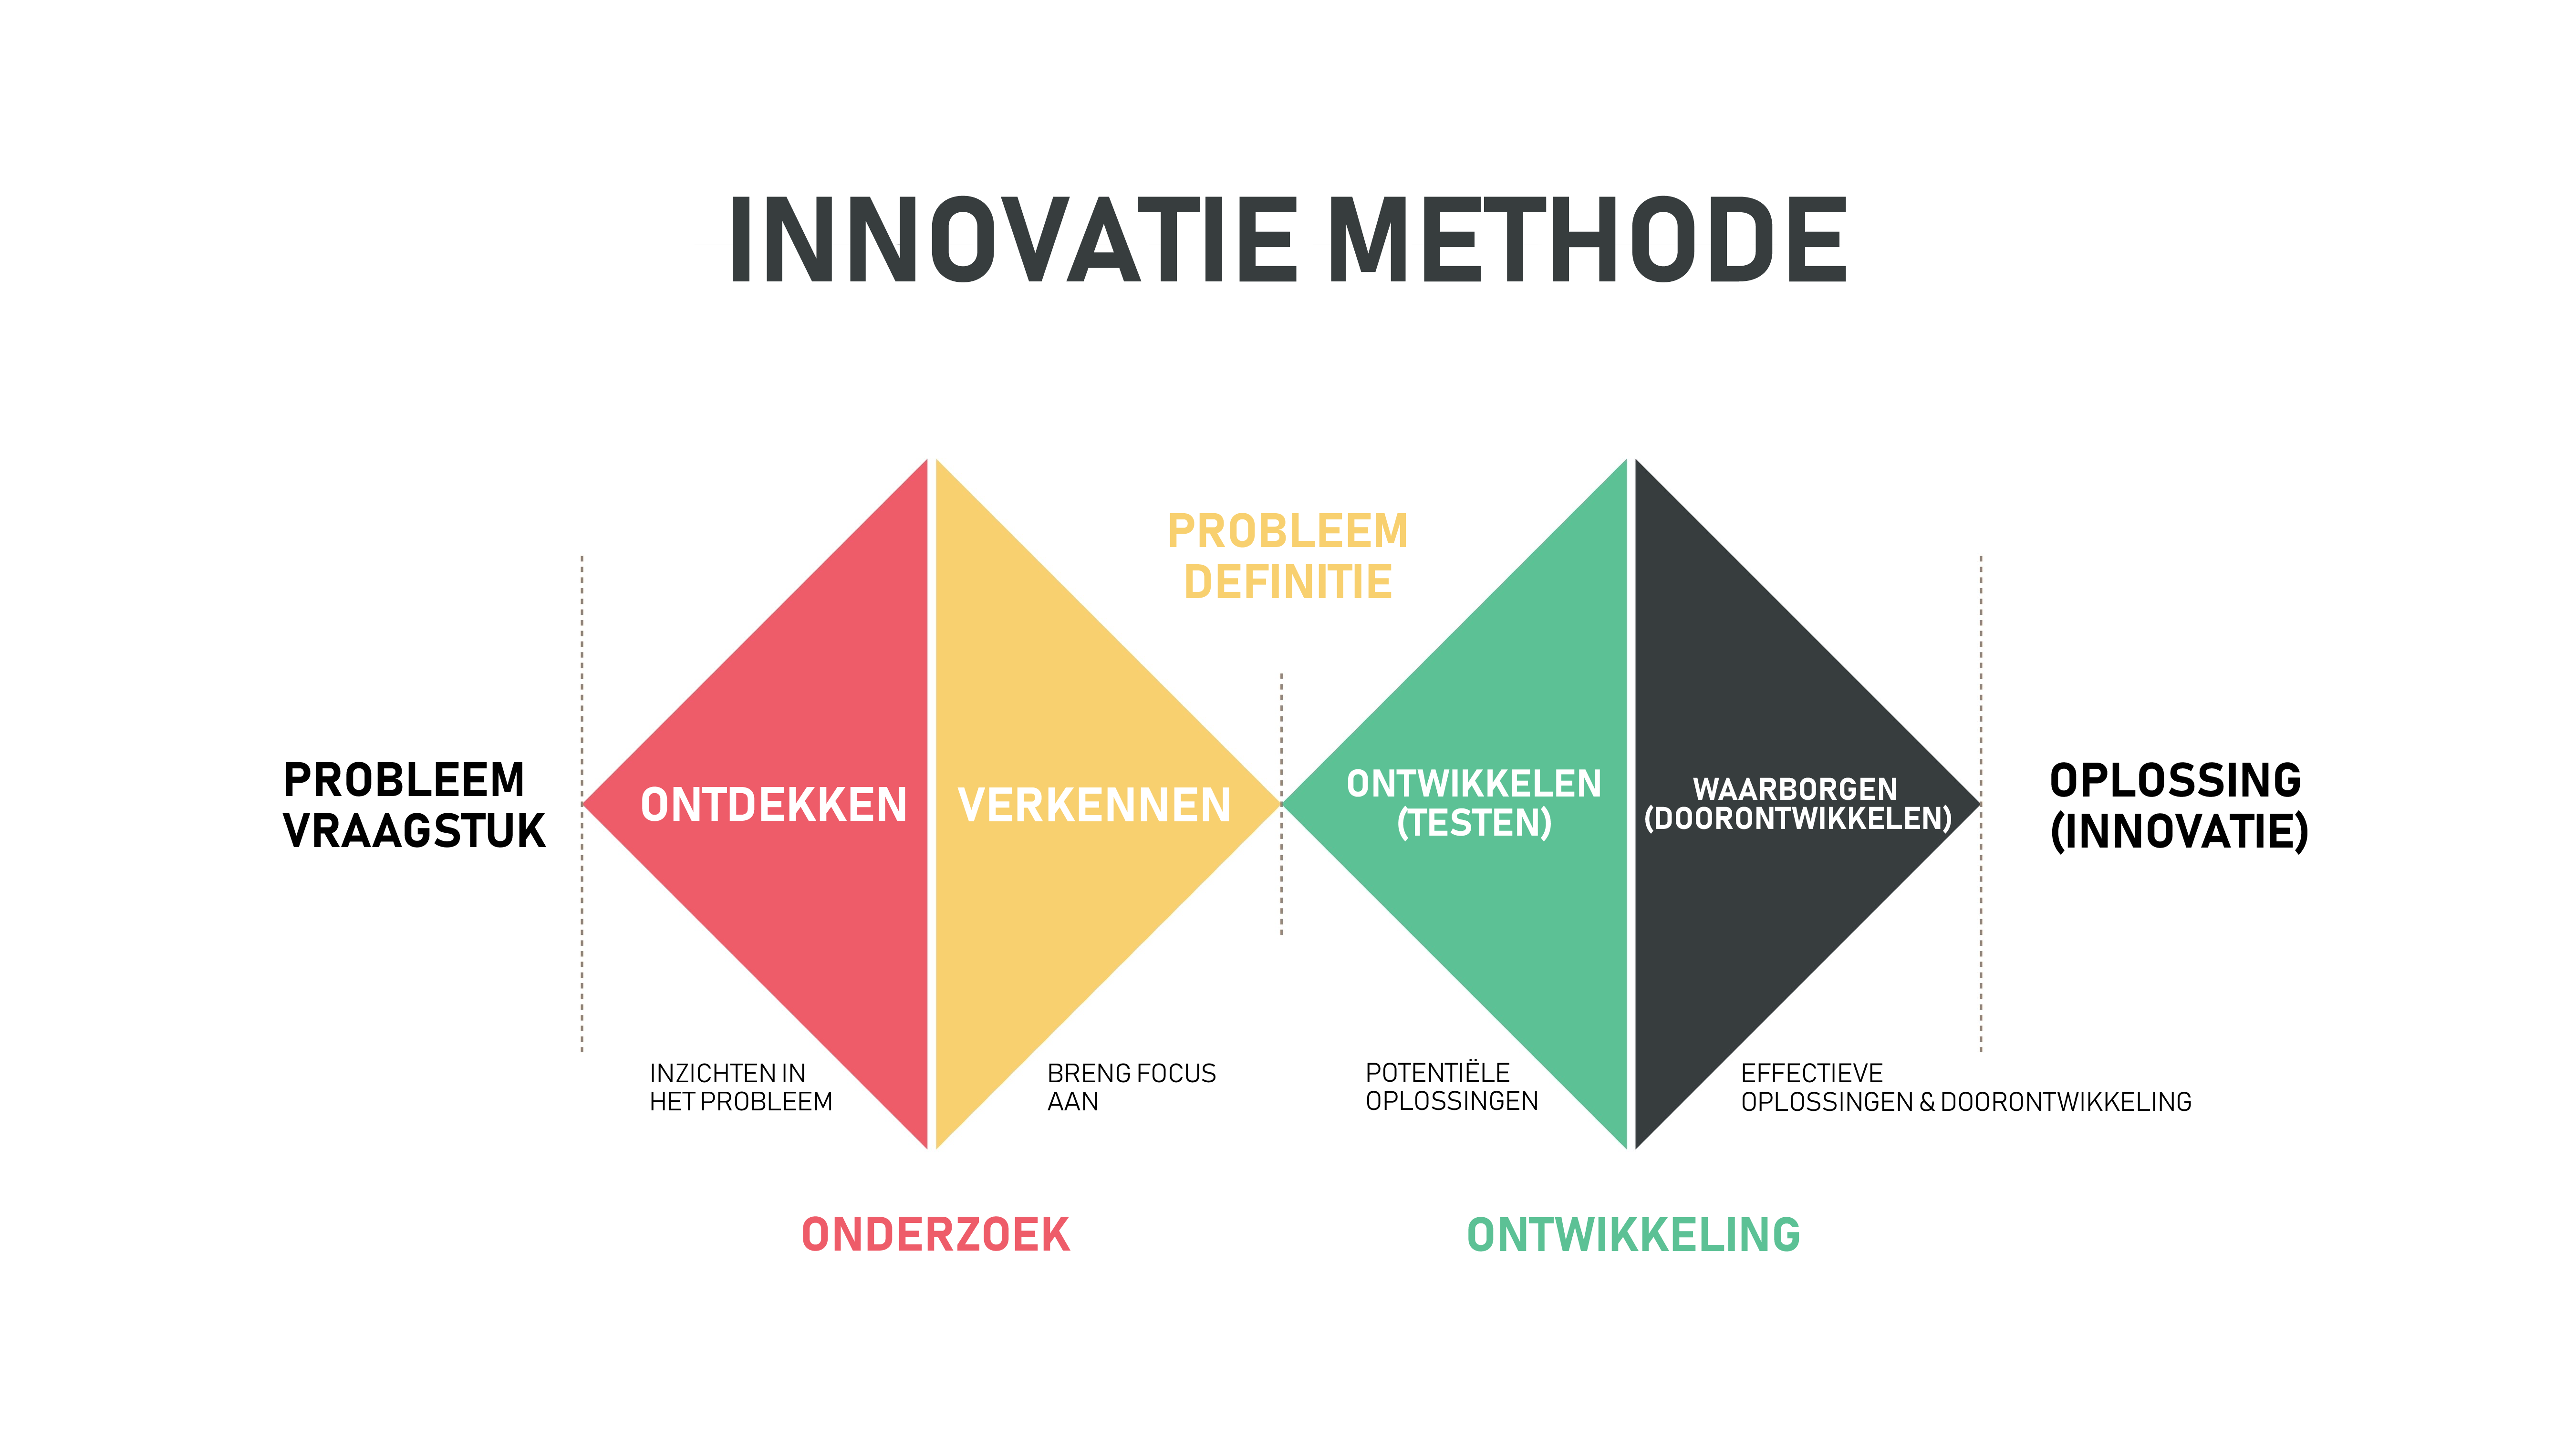 INNOVATIE METHODE
PROBLEEM
DEFINITIE
PROBLEEM
VRAAGSTUK
ONTDEKKEN
VERKENNEN
ONTWIKKELEN
(TESTEN)
WAARBORGEN
(DOORONTWIKKELEN)
OPLOSSING
(INNOVATIE)
INZICHTEN IN
HET PROBLEEM
BRENG FOCUS
AAN
POTENTIËLE
OPLOSSINGEN
EFFECTIEVE
OPLOSSINGEN & DOORONTWIKKELING
ONDERZOEK
ONTWIKKELING